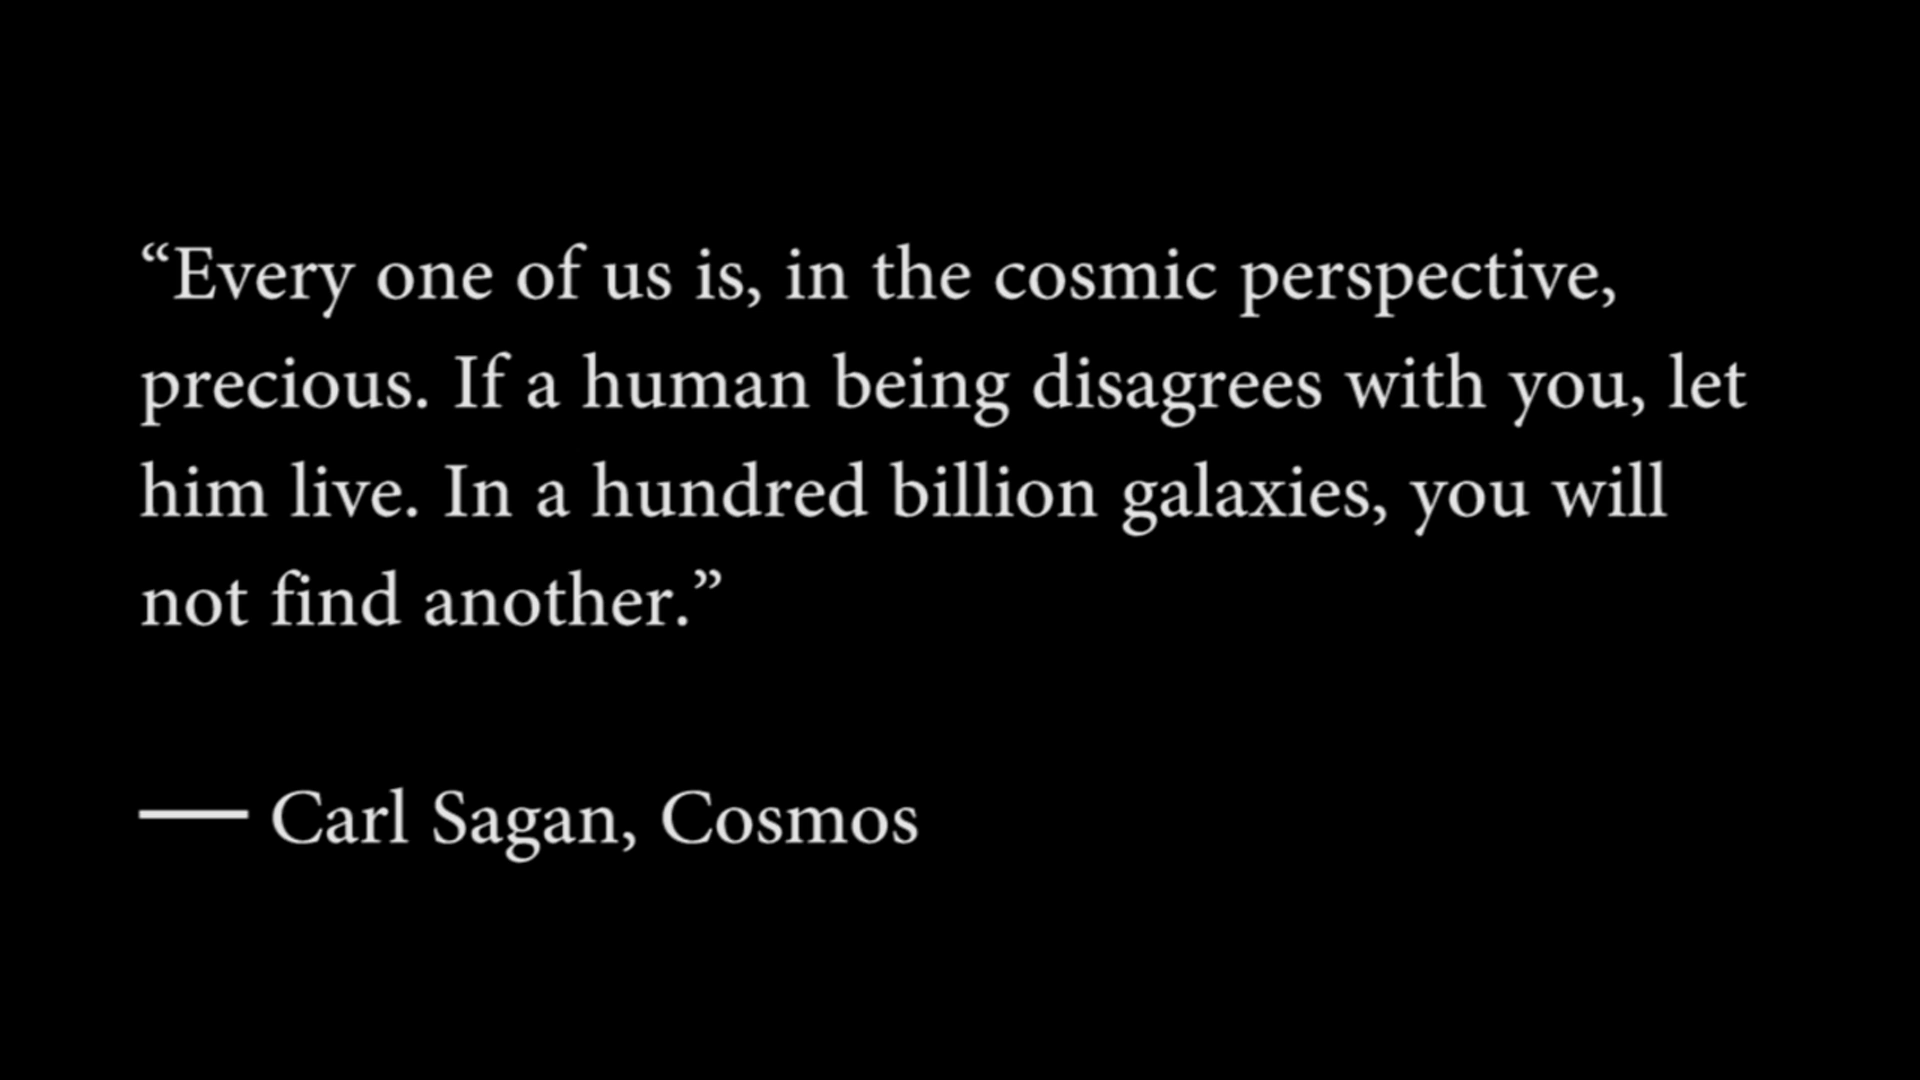 “Every one of us is, in the cosmic perspective,
precious. If a human being disagrees with you, let
him live. In a hundred billion galaxies, you will
not find another.”
— Carl Sagan, Cosmos